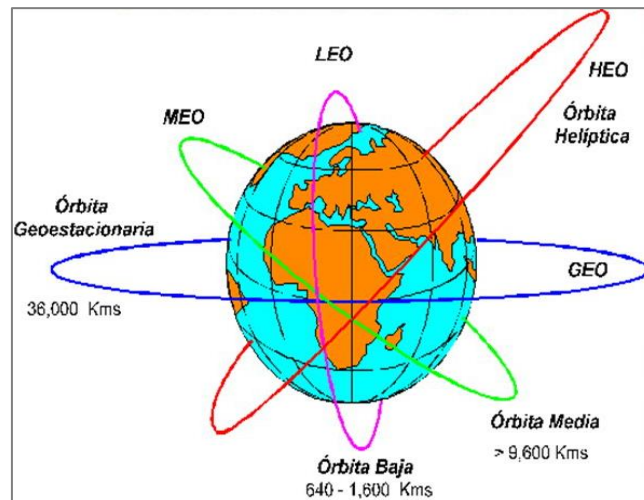 LEO
HEO
Órbita
Helíptica
MEO
Órbita
Geoestacionaria
GEO
36,000 Kms
Órbita Media
> 9,600 Kms
Órbita Baja
640 - 1,600 Kms